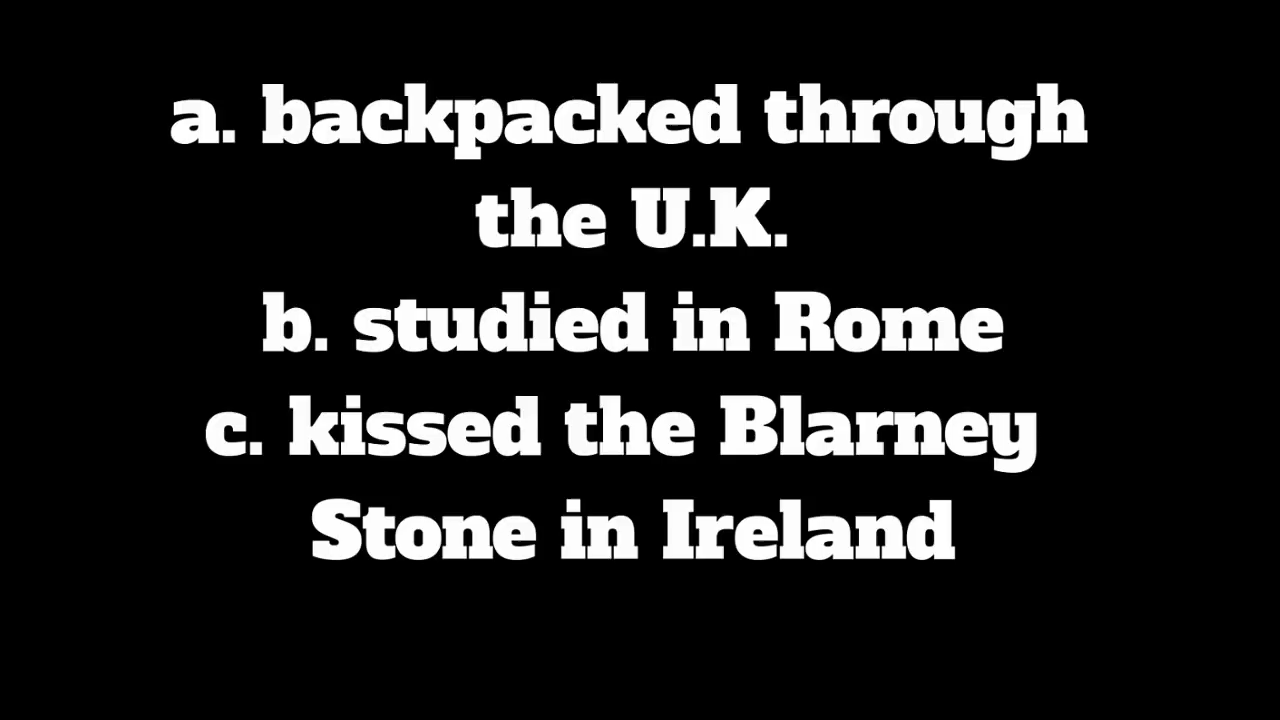 a. backpacked through
the U.K.
b. studied in Rome
c. kissed the Blarney
Stone in Ireland